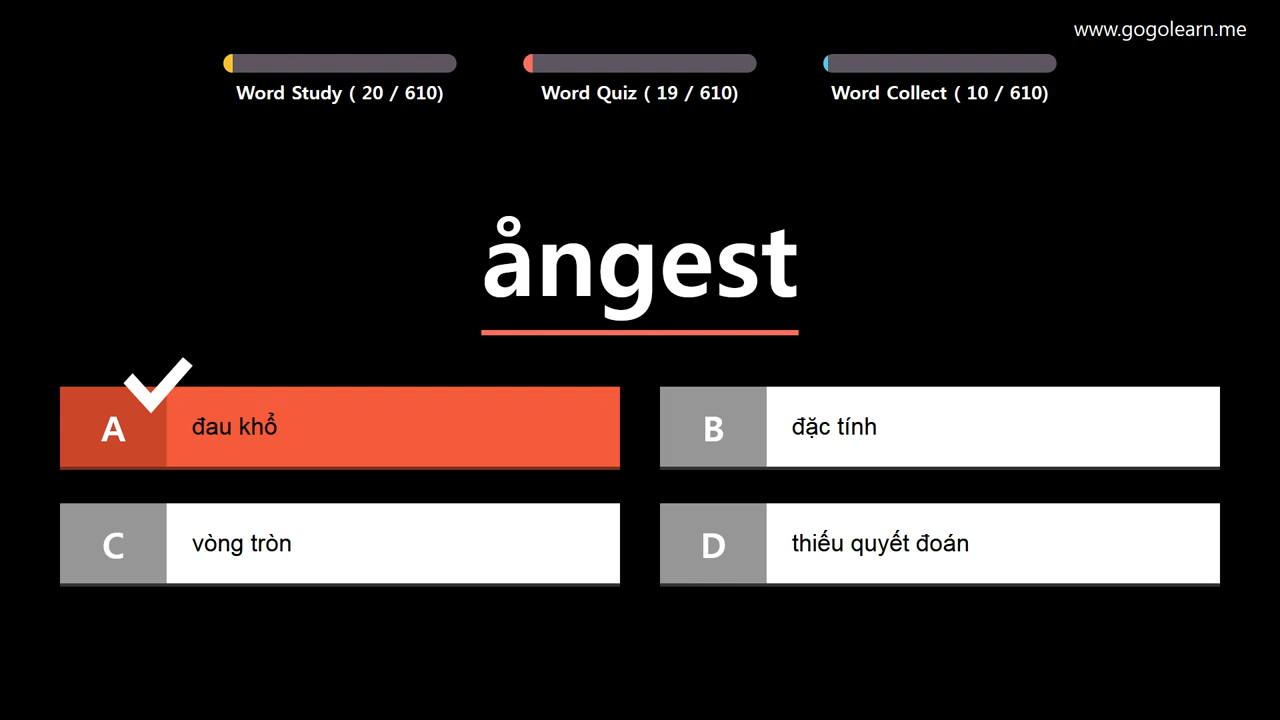 www.gogolearn.me
Word Study ( 20 / 610)
Word Quiz ( 19 / 610)
Word Collect ( 10 / 610)
ångest
A đau khổ
B đặc tính
C vòng tròn
D thiếu quyết đoán